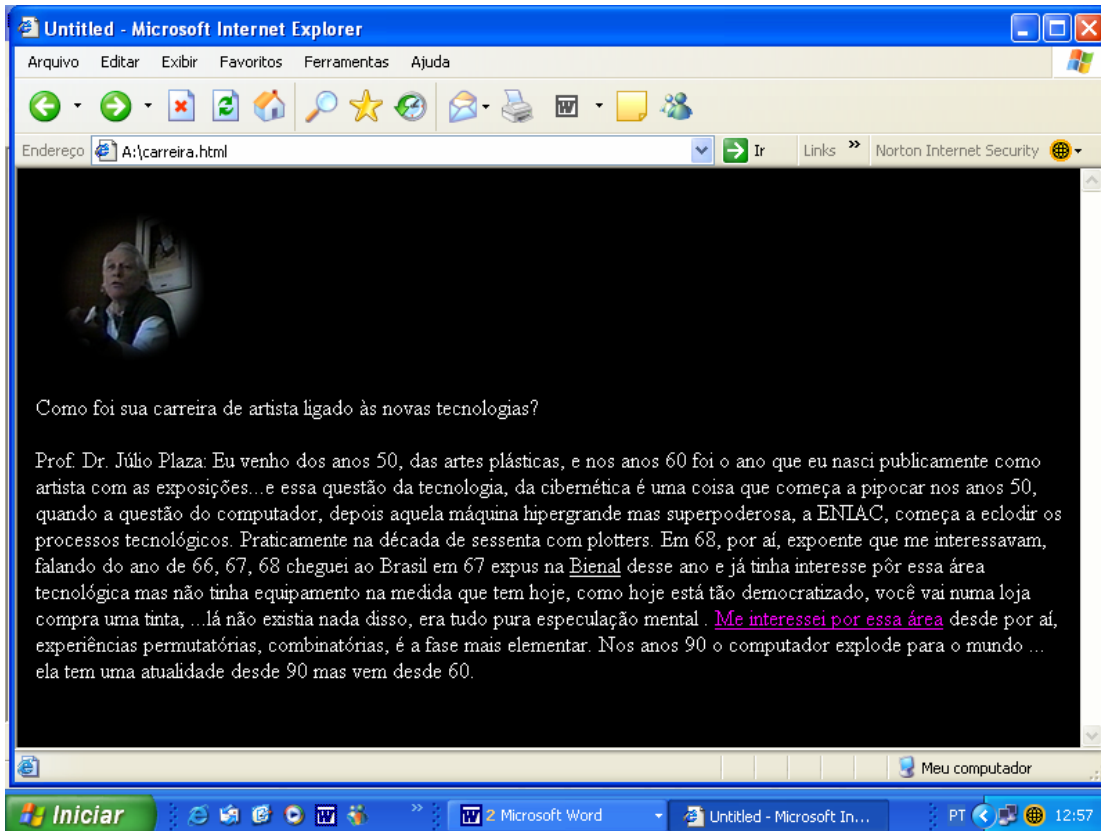 Untitled - Microsoft Internet Explorer
Arquivo Editar Exibir Favoritos Ferramentas Ajuda
Endereço A:\carreira.html Ir Links » Norton Internet Security
Como foi sua carreira de artista ligado às novas tecnologias?
Prof. Dr. Júlio Plaza: Eu venho dos anos 50, das artes plásticas, e nos anos 60 foi o ano que eu nasci publicamente como
artista com as exposições...e essa questão da tecnologia, da cibernética é uma coisa que começa a pipocar nos anos 50,
quando a questão do computador, depois aquela máquina hipergrande mas superpoderosa, a ENIAC, começa a eclodir os
processos tecnológicos. Praticamente na década de sessenta com plotters. Em 68, por aí, expoente que me interessavam,
falando do ano de 66, 67, 68 cheguei ao Brasil em 67 expus na Bienal desse ano e já tinha interesse pôr essa área
tecnológica mas não tinha equipamento na medida que tem hoje, como hoje está tão democratizado, você vai numa loja
compra uma tinta, ...lá não existia nada disso, era tudo pura especulação mental . Me interessei por essa área desde por aí,
experiências permutatórias, combinatórias, é a fase mais elementar. Nos anos 90 o computador explode para o mundo ...
ela tem uma atualidade desde 90 mas vem desde 60.
Meu computador
Iniciar » 2 Microsoft Word Untitled - Microsoft In... PT 12:57